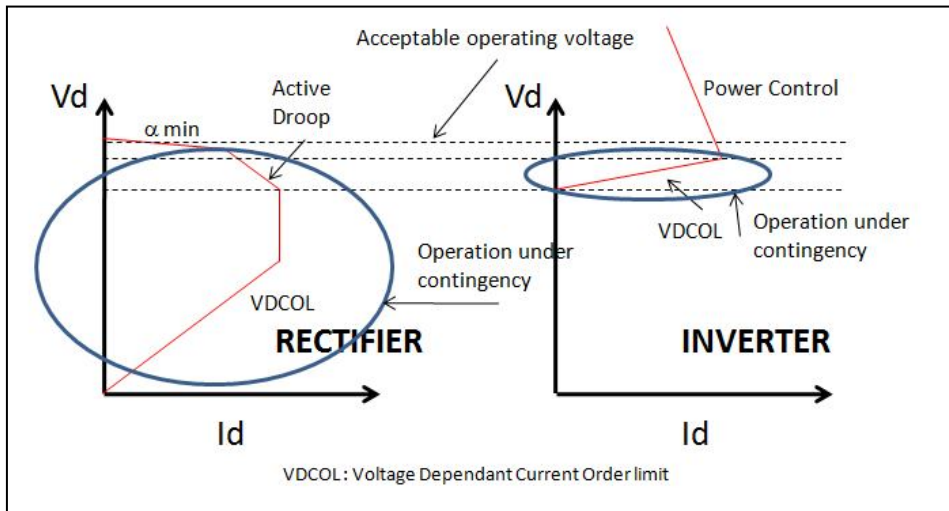 Acceptable operating voltage
Vd
Active
Droop
α min
VDCOL
Operation under
contingency
RECTIFIER
Id
Vd
Power Control
VDCOL
Operation under
contingency
INVERTER
Id
VDCOL : Voltage Dependant Current Order limit